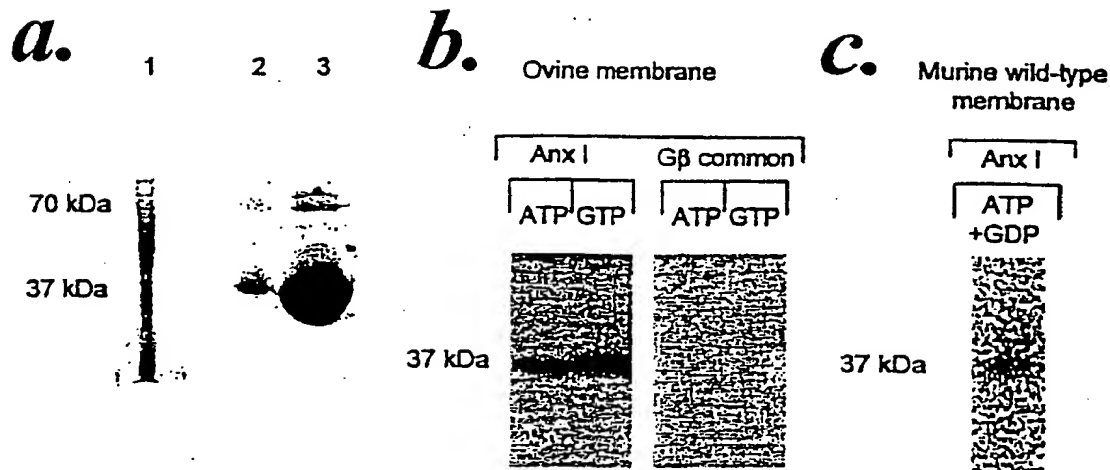 a.
1 2 3
70 kDa
37 kDa
b.
Ovine membrane
Anx I Gβ common
ATP GTP ATP GTP
37 kDa
c.
Murine wild-type
membrane
Anx I
ATP
+GDP
37 kDa